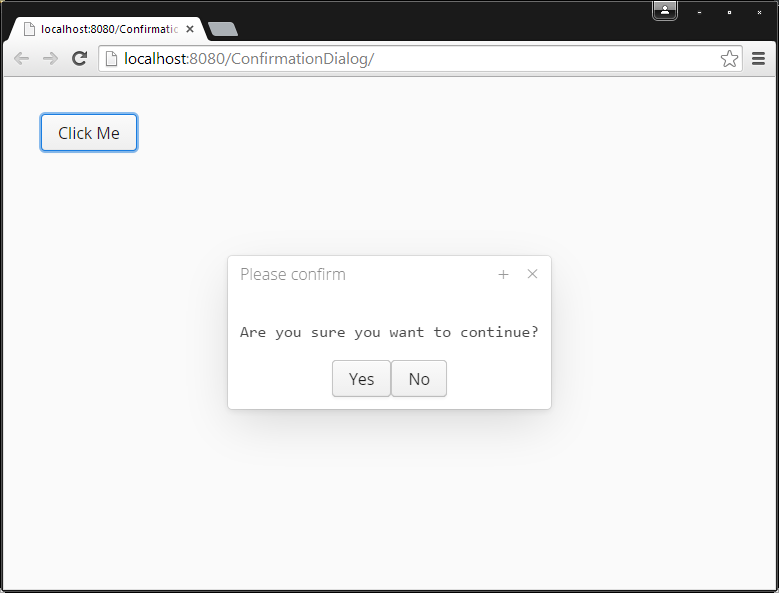 localhost:8080/Confirmatic
localhost:8080/ConfirmationDialog/
Click Me
Please confirm
Are you sure you want to continue?
Yes No